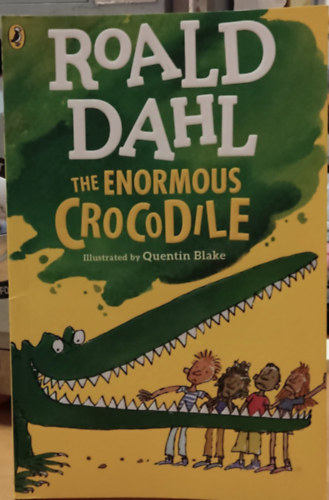 ROALD
DAHL
THE ENORMOUS
CROCODILE
Illustrated by Quentin Blake